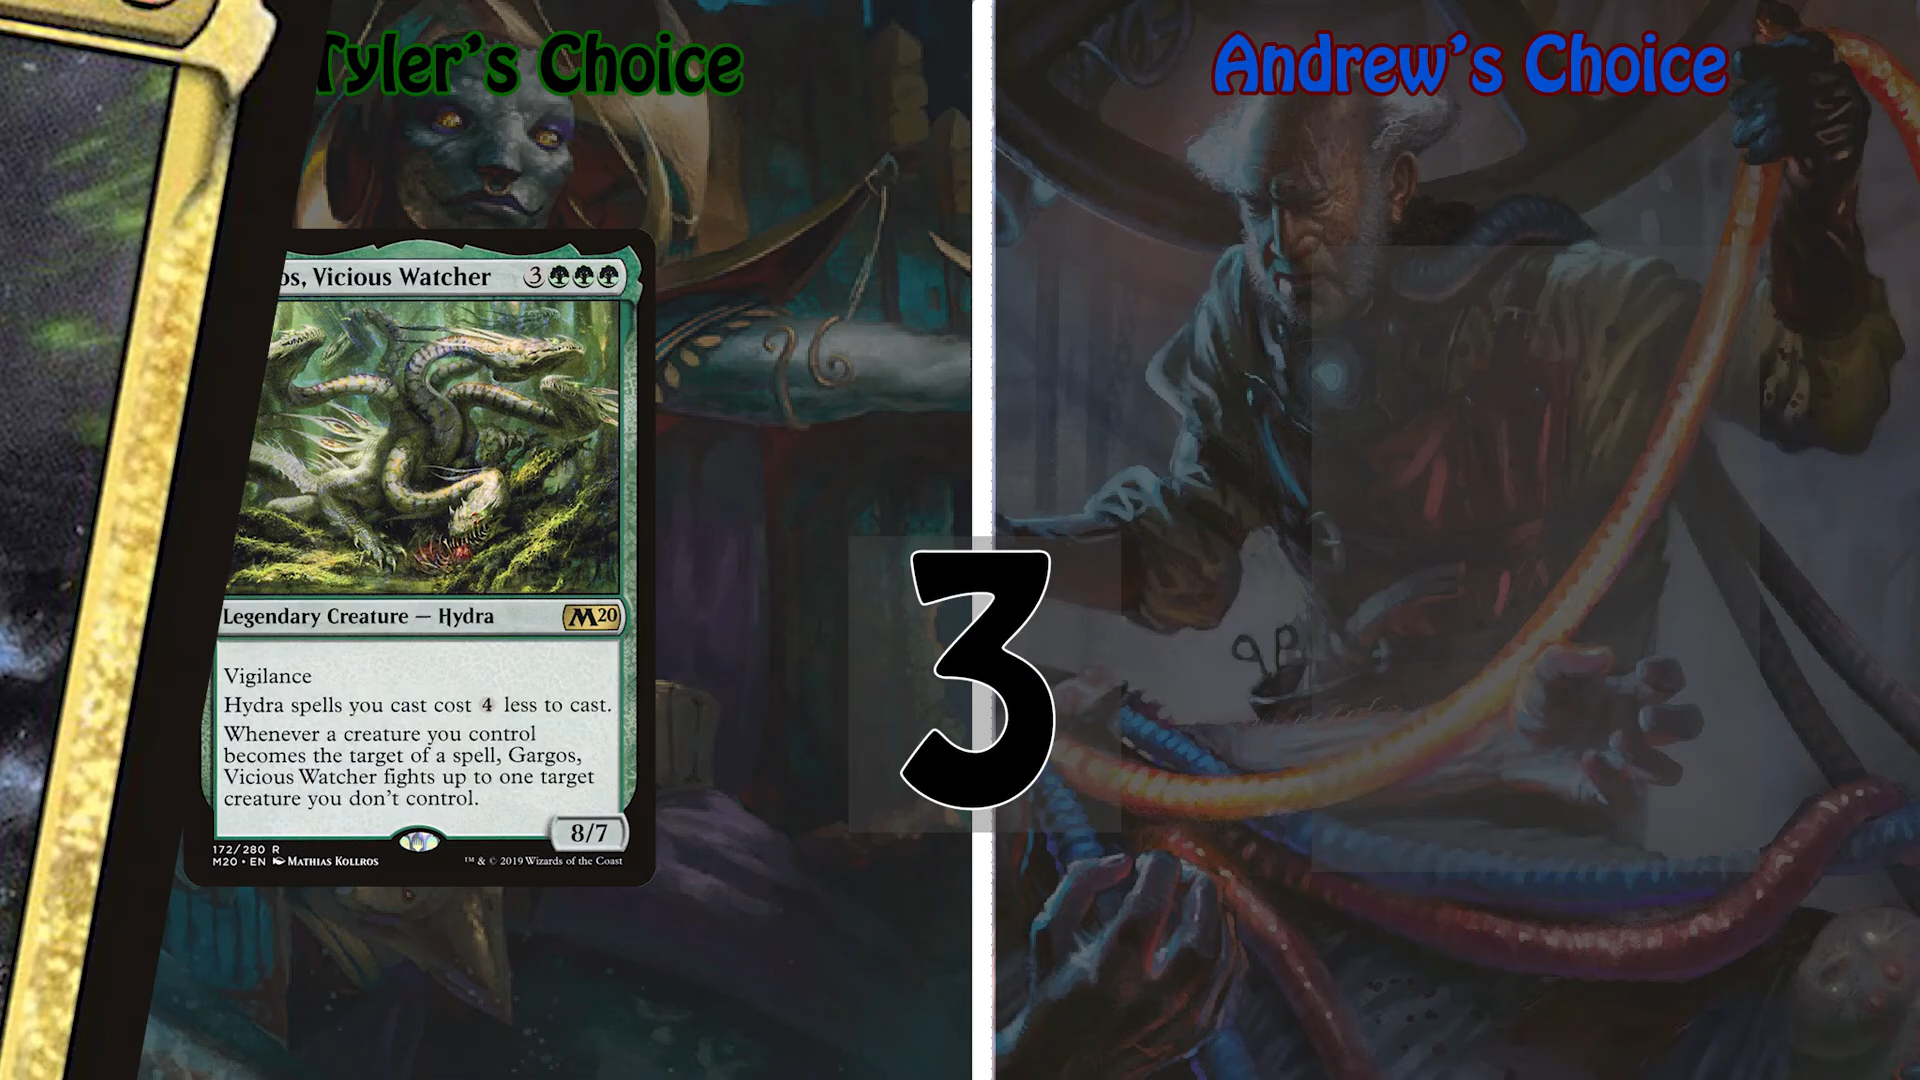 Tyler's Choice
Andrew's Choice
os, Vicious Watcher 3
Legendary Creature — Hydra M20
Vigilance
Hydra spells you cast cost 4 less to cast.
Whenever a creature you control
becomes the target of a spell, Gargos,
Vicious Watcher fights up to one target
creature you don't control.
8/7
172/280 R
M20 • EN MATHIAS KOLLROS
™ & © 2019 Wizards of the Coast
3